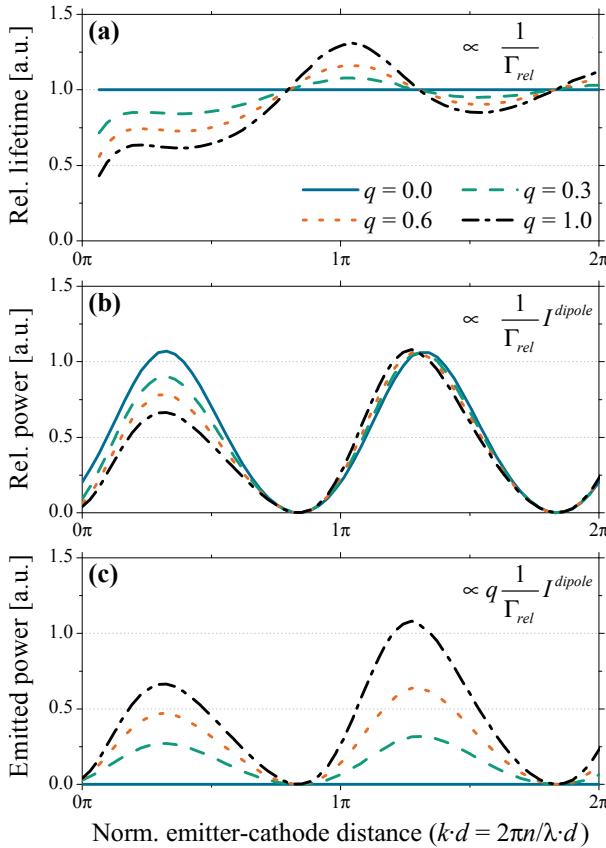 1.5
(a)
∝ 1/Γrel
1.0
Rel. lifetime [a.u.]
0.5
q = 0.0 q = 0.3
q = 0.6 q = 1.0
0.0
0π 1π 2π
1.5
(b)
∝ 1/Γrel I^dipole
1.0
Rel. power [a.u.]
0.5
0.0
0π 1π 2π
1.5
(c)
∝ q 1/Γrel I^dipole
1.0
Emitted power [a.u.]
0.5
0.0
0π 1π 2π
Norm. emitter-cathode distance (k·d = 2πn/λ·d)